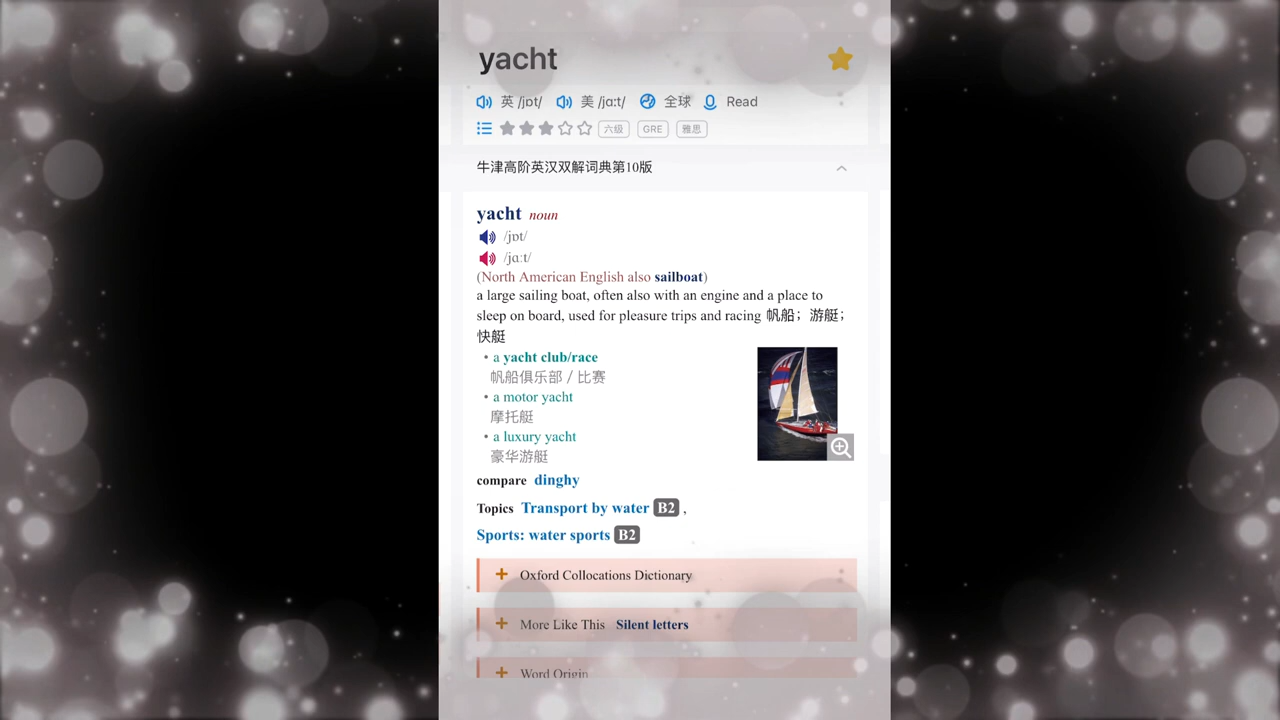 yacht
英 /jɒt/ 美 /jɑːt/ 全球 Read
六级 GRE 雅思
牛津高阶英汉双解词典第10版
yacht noun
/jɒt/
/jɑːt/
(North American English also sailboat)
a large sailing boat, often also with an engine and a place to
sleep on board, used for pleasure trips and racing 帆船；游艇；
快艇
• a yacht club/race
帆船俱乐部 / 比赛
• a motor yacht
摩托艇
• a luxury yacht
豪华游艇
compare dinghy
Topics Transport by water B2 ,
Sports: water sports B2
+ Oxford Collocations Dictionary
+ More Like This Silent letters
+ Word Origin